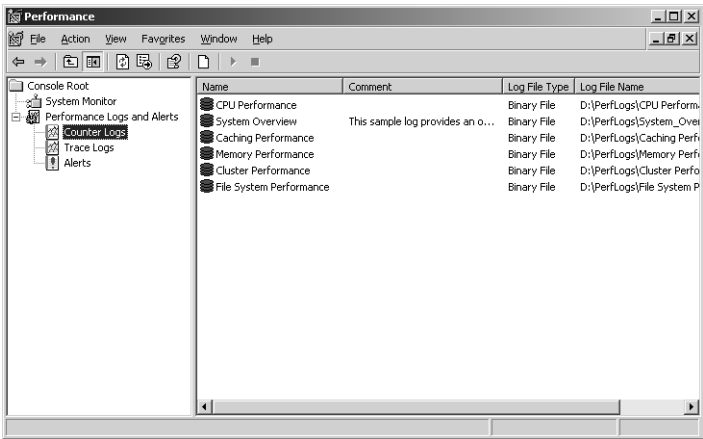 Performance
File Action View Favorites Window Help
Console Root
System Monitor
Performance Logs and Alerts
Counter Logs
Trace Logs
Alerts
Name Comment Log File Type Log File Name
CPU Performance Binary File D:\PerfLogs\CPU Perform
System Overview This sample log provides an o... Binary File D:\PerfLogs\System_Over
Caching Performance Binary File D:\PerfLogs\Caching Perf
Memory Performance Binary File D:\PerfLogs\Memory Perf
Cluster Performance Binary File D:\PerfLogs\Cluster Perfo
File System Performance Binary File D:\PerfLogs\File System P